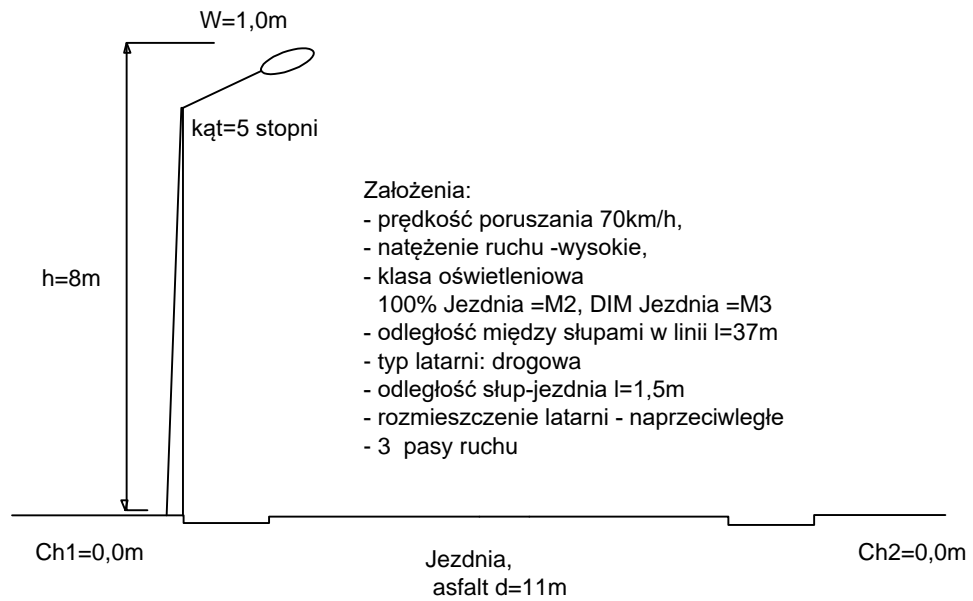 W=1,0m
kąt=5 stopni
h=8m
Założenia:
- prędkość poruszania 70km/h,
- natężenie ruchu -wysokie,
- klasa oświetleniowa
100% Jezdnia =M2, DIM Jezdnia =M3
- odległość między słupami w linii l=37m
- typ latarni: drogowa
- odległość słup-jezdnia l=1,5m
- rozmieszczenie latarni - naprzeciwległe
- 3 pasy ruchu
Ch1=0,0m
Jezdnia,
asfalt d=11m
Ch2=0,0m